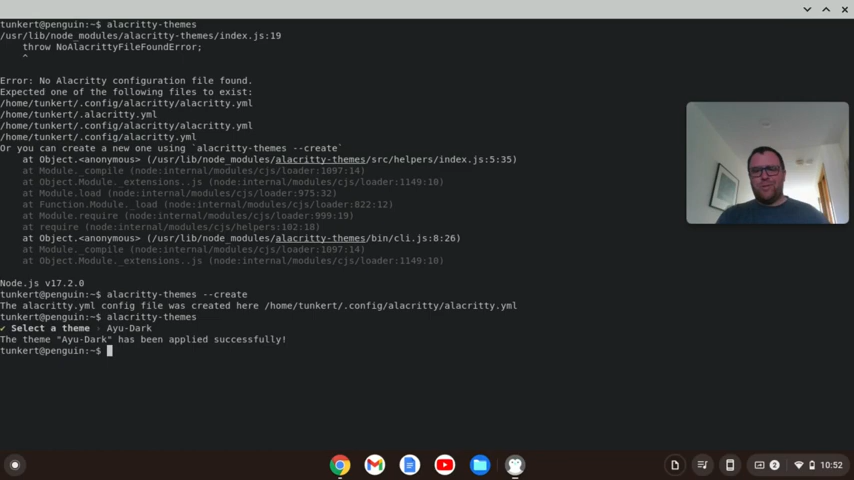 tunkert@penguin:~$ alacritty-themes
/usr/lib/node_modules/alacritty-themes/index.js:19
    throw NoAlacrittyFileFoundError;
    ^
Error: No Alacritty configuration file found.
Expected one of the following files to exist:
/home/tunkert/.config/alacritty/alacritty.yml
/home/tunkert/.alacritty.yml
/home/tunkert/.config/alacritty/alacritty.yml
/home/tunkert/.config/alacritty.yml
Or you can create a new one using `alacritty-themes --create`
    at Object.<anonymous> (/usr/lib/node_modules/alacritty-themes/src/helpers/index.js:5:35)
    at Module._compile (node:internal/modules/cjs/loader:1097:14)
    at Object.Module._extensions..js (node:internal/modules/cjs/loader:1149:10)
    at Module.load (node:internal/modules/cjs/loader:975:32)
    at Function.Module._load (node:internal/modules/cjs/loader:822:12)
    at Module.require (node:internal/modules/cjs/loader:999:19)
    at require (node:internal/modules/cjs/helpers:102:18)
    at Object.<anonymous> (/usr/lib/node_modules/alacritty-themes/bin/cli.js:8:26)
    at Module._compile (node:internal/modules/cjs/loader:1097:14)
    at Object.Module._extensions..js (node:internal/modules/cjs/loader:1149:10)
Node.js v17.2.0
tunkert@penguin:~$ alacritty-themes --create
The alacritty.yml config file was created here /home/tunkert/.config/alacritty/alacritty.yml
tunkert@penguin:~$ alacritty-themes
✔ Select a theme › Ayu-Dark
The theme "Ayu-Dark" has been applied successfully!
tunkert@penguin:~$
2
10:52